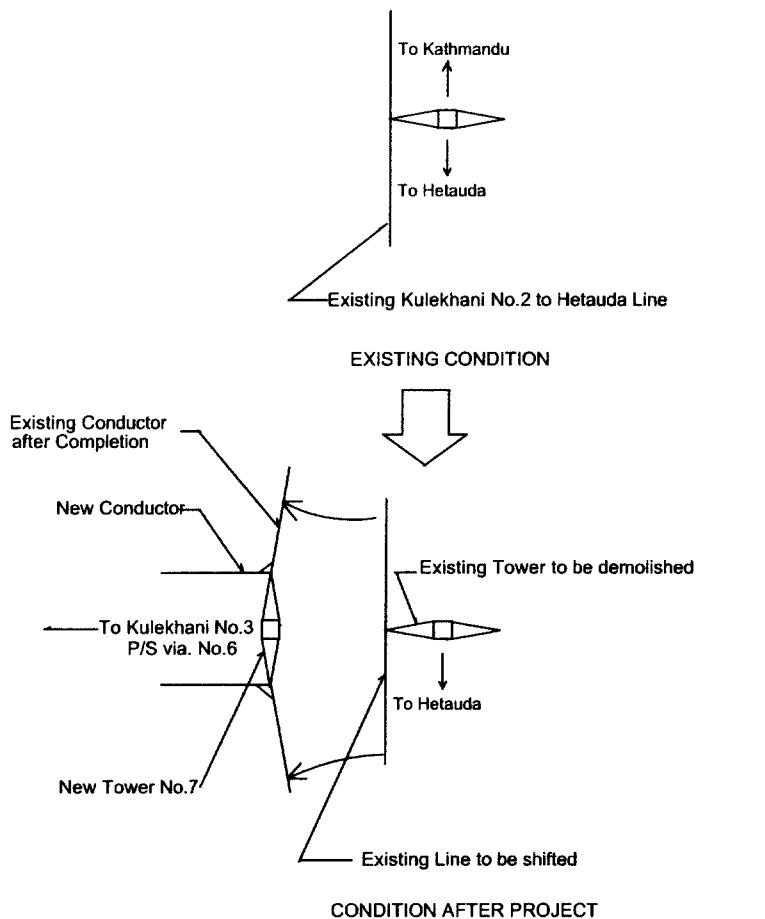 To Kathmandu
To Hetauda
Existing Kulekhani No.2 to Hetauda Line
EXISTING CONDITION
Existing Conductor
after Completion
New Conductor
Existing Tower to be demolished
To Kulekhani No.3
P/S via. No.6
To Hetauda
New Tower No.7
Existing Line to be shifted
CONDITION AFTER PROJECT